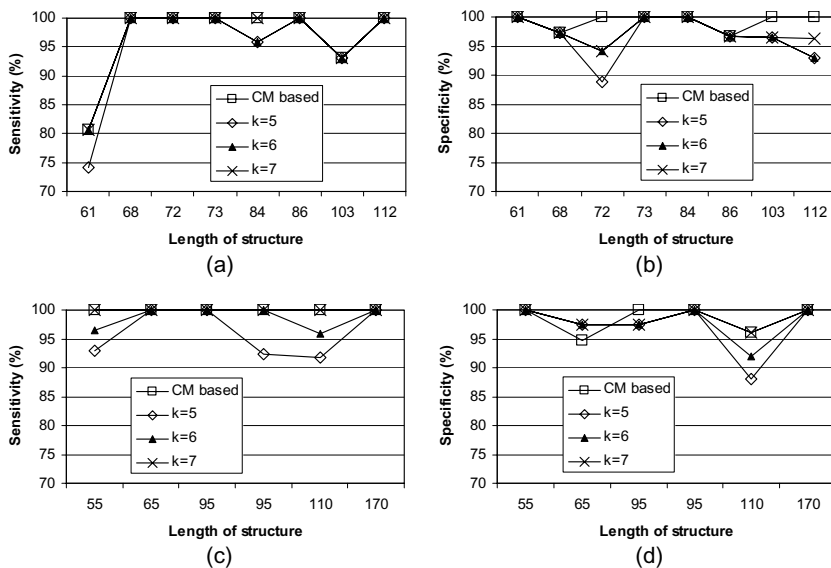 100
95
90
85
80
75
70
Sensitivity (%)
CM based
k=5
k=6
k=7
61 68 72 73 84 86 103 112
Length of structure
(a)
100
95
90
85
80
75
70
Specificity (%)
CM based
k=5
k=6
k=7
61 68 72 73 84 86 103 112
Length of structure
(b)
100
95
90
85
80
75
70
Sensitivity (%)
CM based
k=5
k=6
k=7
55 65 95 95 110 170
Length of structure
(c)
100
95
90
85
80
75
70
Specificity (%)
CM based
k=5
k=6
k=7
55 65 95 95 110 170
Length of structure
(d)